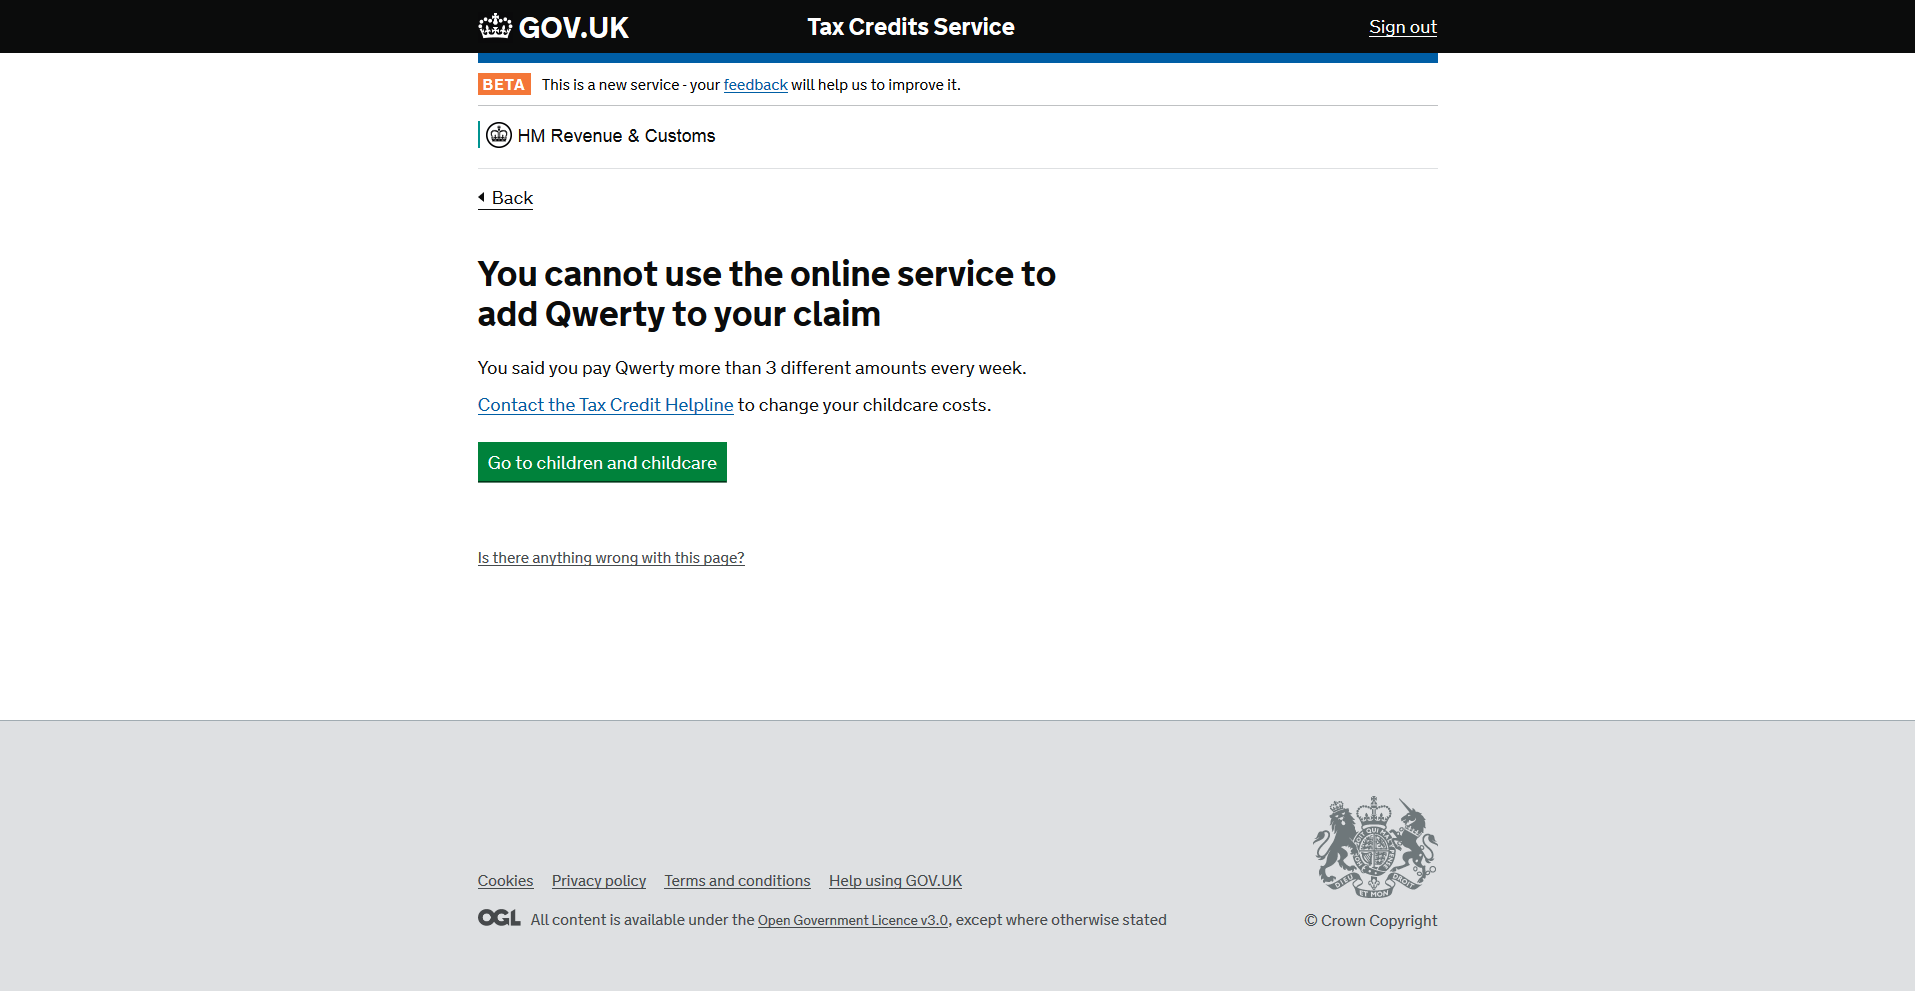 GOV.UK Tax Credits Service Sign out
BETA This is a new service - your feedback will help us to improve it.
HM Revenue & Customs
Back
You cannot use the online service to
add Qwerty to your claim
You said you pay Qwerty more than 3 different amounts every week.
Contact the Tax Credit Helpline to change your childcare costs.
Go to children and childcare
Is there anything wrong with this page?
Cookies Privacy policy Terms and conditions Help using GOV.UK
OGL All content is available under the Open Government Licence v3.0, except where otherwise stated
© Crown Copyright